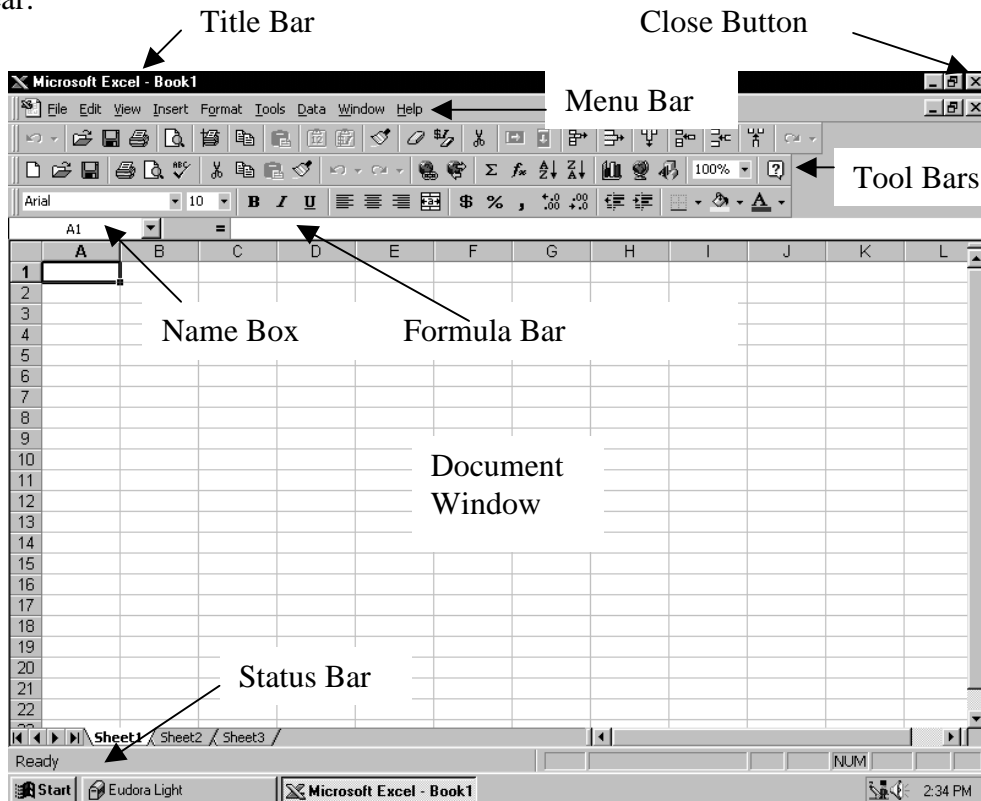 Title Bar
Close Button
Microsoft Excel - Book1
File Edit View Insert Format Tools Data Window Help
Menu Bar
100%
Tool Bars
Arial 10 B I U $ % ,
A1 =
A B C D E F G H I J K L
1
2
3
4
5
6
7
8
9
10
11
12
13
14
15
16
17
18
19
20
21
22
Name Box
Formula Bar
Document
Window
Status Bar
Sheet1 Sheet2 Sheet3
Ready NUM
Start Eudora Light Microsoft Excel - Book1 2:34 PM